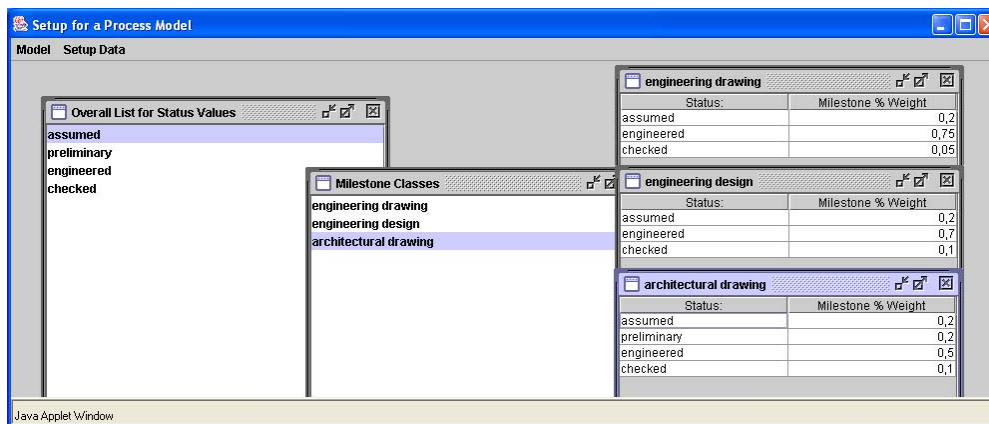 Setup for a Process Model
Model Setup Data
Overall List for Status Values
assumed
preliminary
engineered
checked
Milestone Classes
engineering drawing
engineering design
architectural drawing
engineering drawing
Status: Milestone % Weight
assumed 0,2
engineered 0,75
checked 0,05
engineering design
Status: Milestone % Weight
assumed 0,2
engineered 0,7
checked 0,1
architectural drawing
Status: Milestone % Weight
assumed 0,2
preliminary 0,2
engineered 0,5
checked 0,1
Java Applet Window